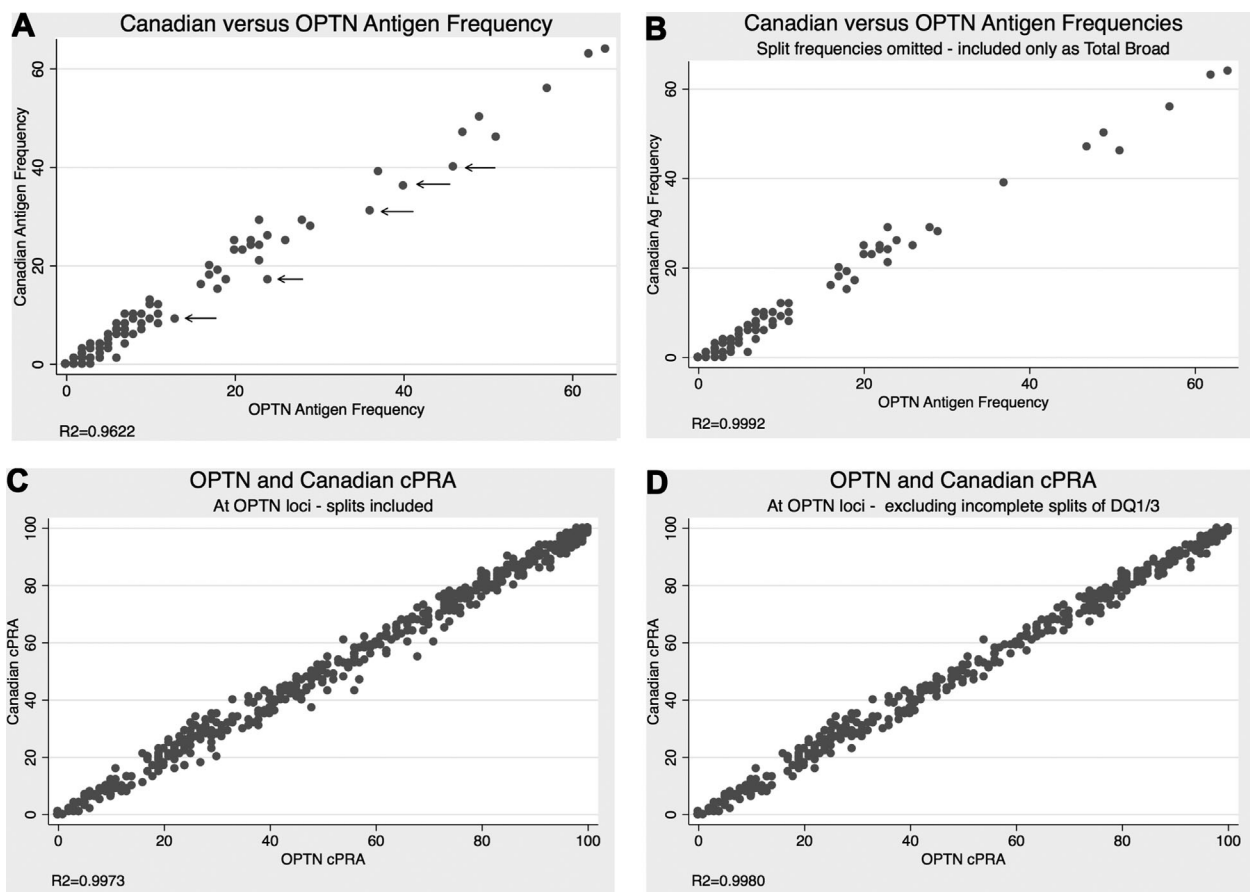 A
Canadian versus OPTN Antigen Frequency
Canadian Antigen Frequency
60
40
20
0
0 20 40 60
OPTN Antigen Frequency
R2=0.9622
B
Canadian versus OPTN Antigen Frequencies
Split frequencies omitted - included only as Total Broad
Canadian Ag Frequency
60
40
20
0
0 20 40 60
OPTN Antigen Frequency
R2=0.9992
C
OPTN and Canadian cPRA
At OPTN loci - splits included
Canadian cPRA
100
80
60
40
20
0
0 20 40 60 80 100
OPTN cPRA
R2=0.9973
D
OPTN and Canadian cPRA
At OPTN loci - excluding incomplete splits of DQ1/3
Canadian cPRA
100
80
60
40
20
0
0 20 40 60 80 100
OPTN cPRA
R2=0.9980